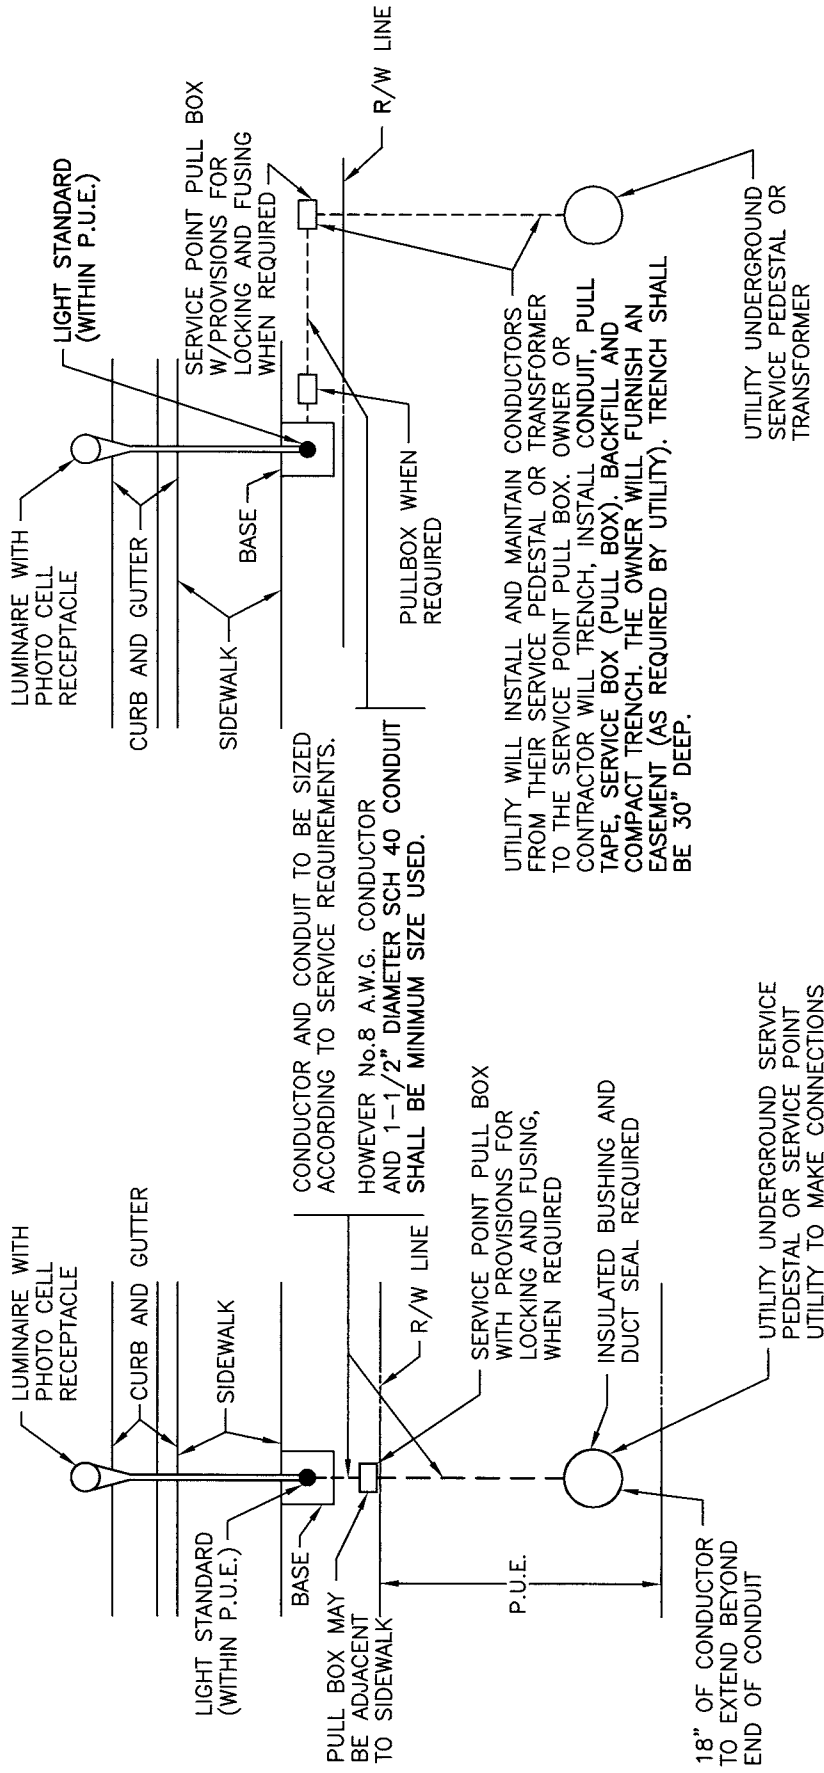 LUMINAIRE WITH
PHOTO CELL
RECEPTACLE
CURB AND GUTTER
SIDEWALK
LIGHT STANDARD
(WITHIN P.U.E.)
BASE
PULL BOX MAY
BE ADJACENT
TO SIDEWALK
R/W LINE
SERVICE POINT PULL BOX
WITH PROVISIONS FOR
LOCKING AND FUSING,
WHEN REQUIRED
P.U.E.
INSULATED BUSHING AND
DUCT SEAL REQUIRED
18" OF CONDUCTOR
TO EXTEND BEYOND
END OF CONDUIT
UTILITY UNDERGROUND SERVICE
PEDESTAL OR SERVICE POINT
UTILITY TO MAKE CONNECTIONS
CONDUCTOR AND CONDUIT TO BE SIZED
ACCORDING TO SERVICE REQUIREMENTS.
HOWEVER No.8 A.W.G. CONDUCTOR
AND 1-1/2" DIAMETER SCH 40 CONDUIT
SHALL BE MINIMUM SIZE USED.
LUMINAIRE WITH
PHOTO CELL
RECEPTACLE
CURB AND GUTTER
SIDEWALK
BASE
LIGHT STANDARD
(WITHIN P.U.E.)
SERVICE POINT PULL BOX
W/PROVISIONS FOR
LOCKING AND FUSING
WHEN REQUIRED
R/W LINE
PULLBOX WHEN
REQUIRED
UTILITY WILL INSTALL AND MAINTAIN CONDUCTORS
FROM THEIR SERVICE PEDESTAL OR TRANSFORMER
TO THE SERVICE POINT PULL BOX. OWNER OR
CONTRACTOR WILL TRENCH, INSTALL CONDUIT, PULL
TAPE, SERVICE BOX (PULL BOX). BACKFILL AND
COMPACT TRENCH. THE OWNER WILL FURNISH AN
EASEMENT (AS REQUIRED BY UTILITY). TRENCH SHALL
BE 30" DEEP.
UTILITY UNDERGROUND
SERVICE PEDESTAL OR
TRANSFORMER